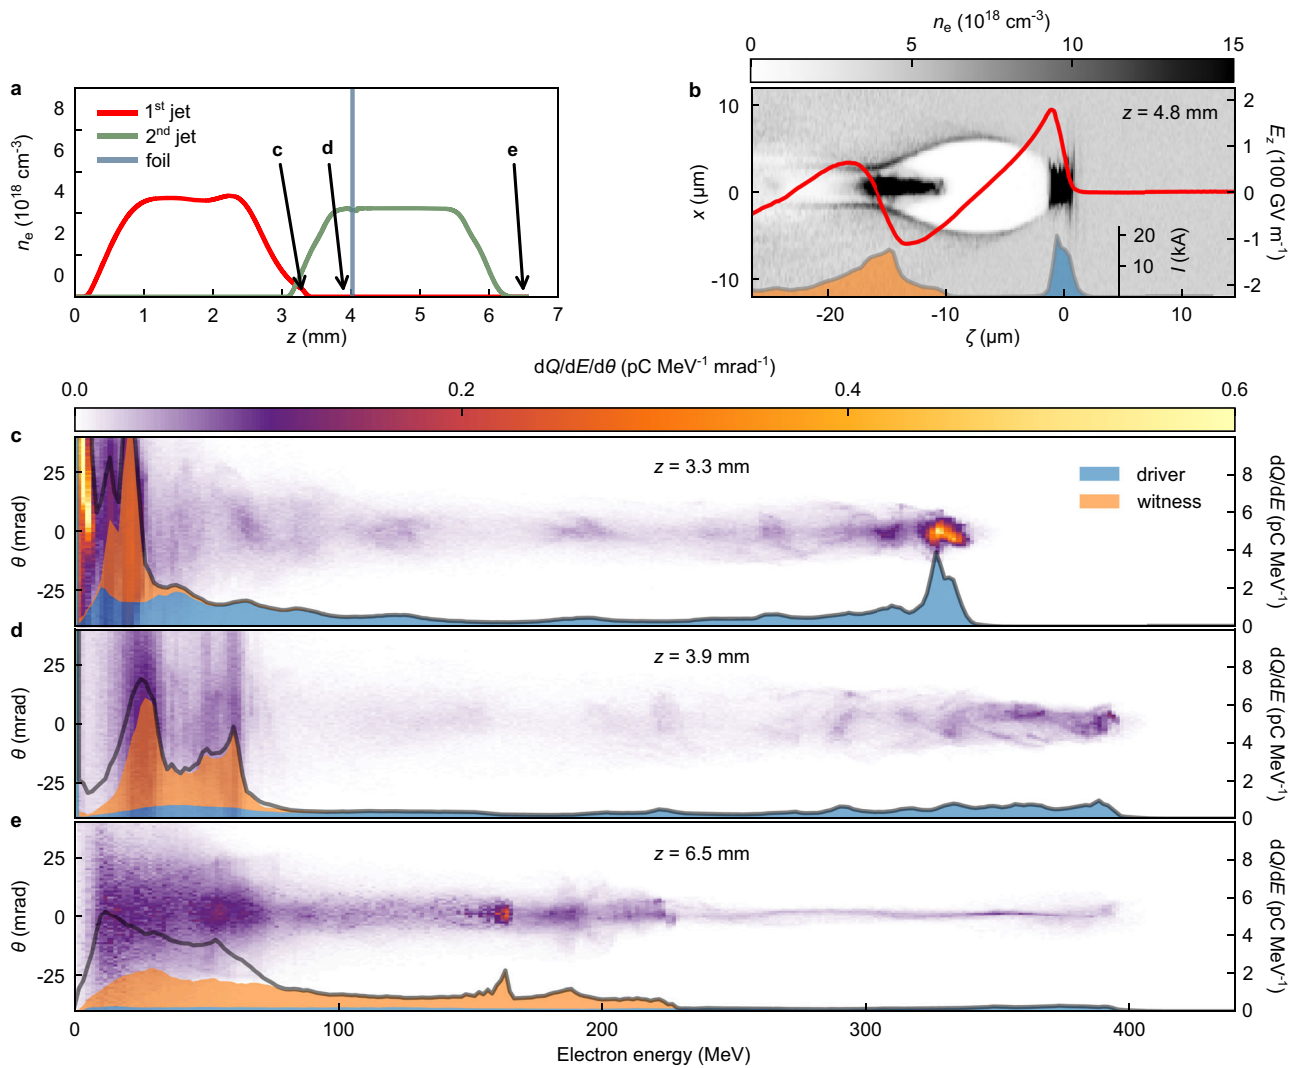 a
8
6
4
2
0
nₑ (10¹⁸ cm⁻³)
1ˢᵗ jet
2ⁿᵈ jet
foil
c
d
e
0 1 2 3 4 5 6 7
z (mm)
nₑ (10¹⁸ cm⁻³)
0 5 10 15
b
z = 4.8 mm
10
0
-10
x (µm)
2
1
0
-1
-2
E_z (100 GV m⁻¹)
20
10
I (kA)
-20 -10 0 10
ζ (µm)
dQ/dE/dθ (pC MeV⁻¹ mrad⁻¹)
0.0 0.2 0.4 0.6
c
z = 3.3 mm
driver
witness
25
0
-25
θ (mrad)
8
6
4
2
0
dQ/dE (pC MeV⁻¹)
d
z = 3.9 mm
25
0
-25
θ (mrad)
8
6
4
2
0
dQ/dE (pC MeV⁻¹)
e
z = 6.5 mm
25
0
-25
θ (mrad)
8
6
4
2
0
dQ/dE (pC MeV⁻¹)
0 100 200 300 400
Electron energy (MeV)